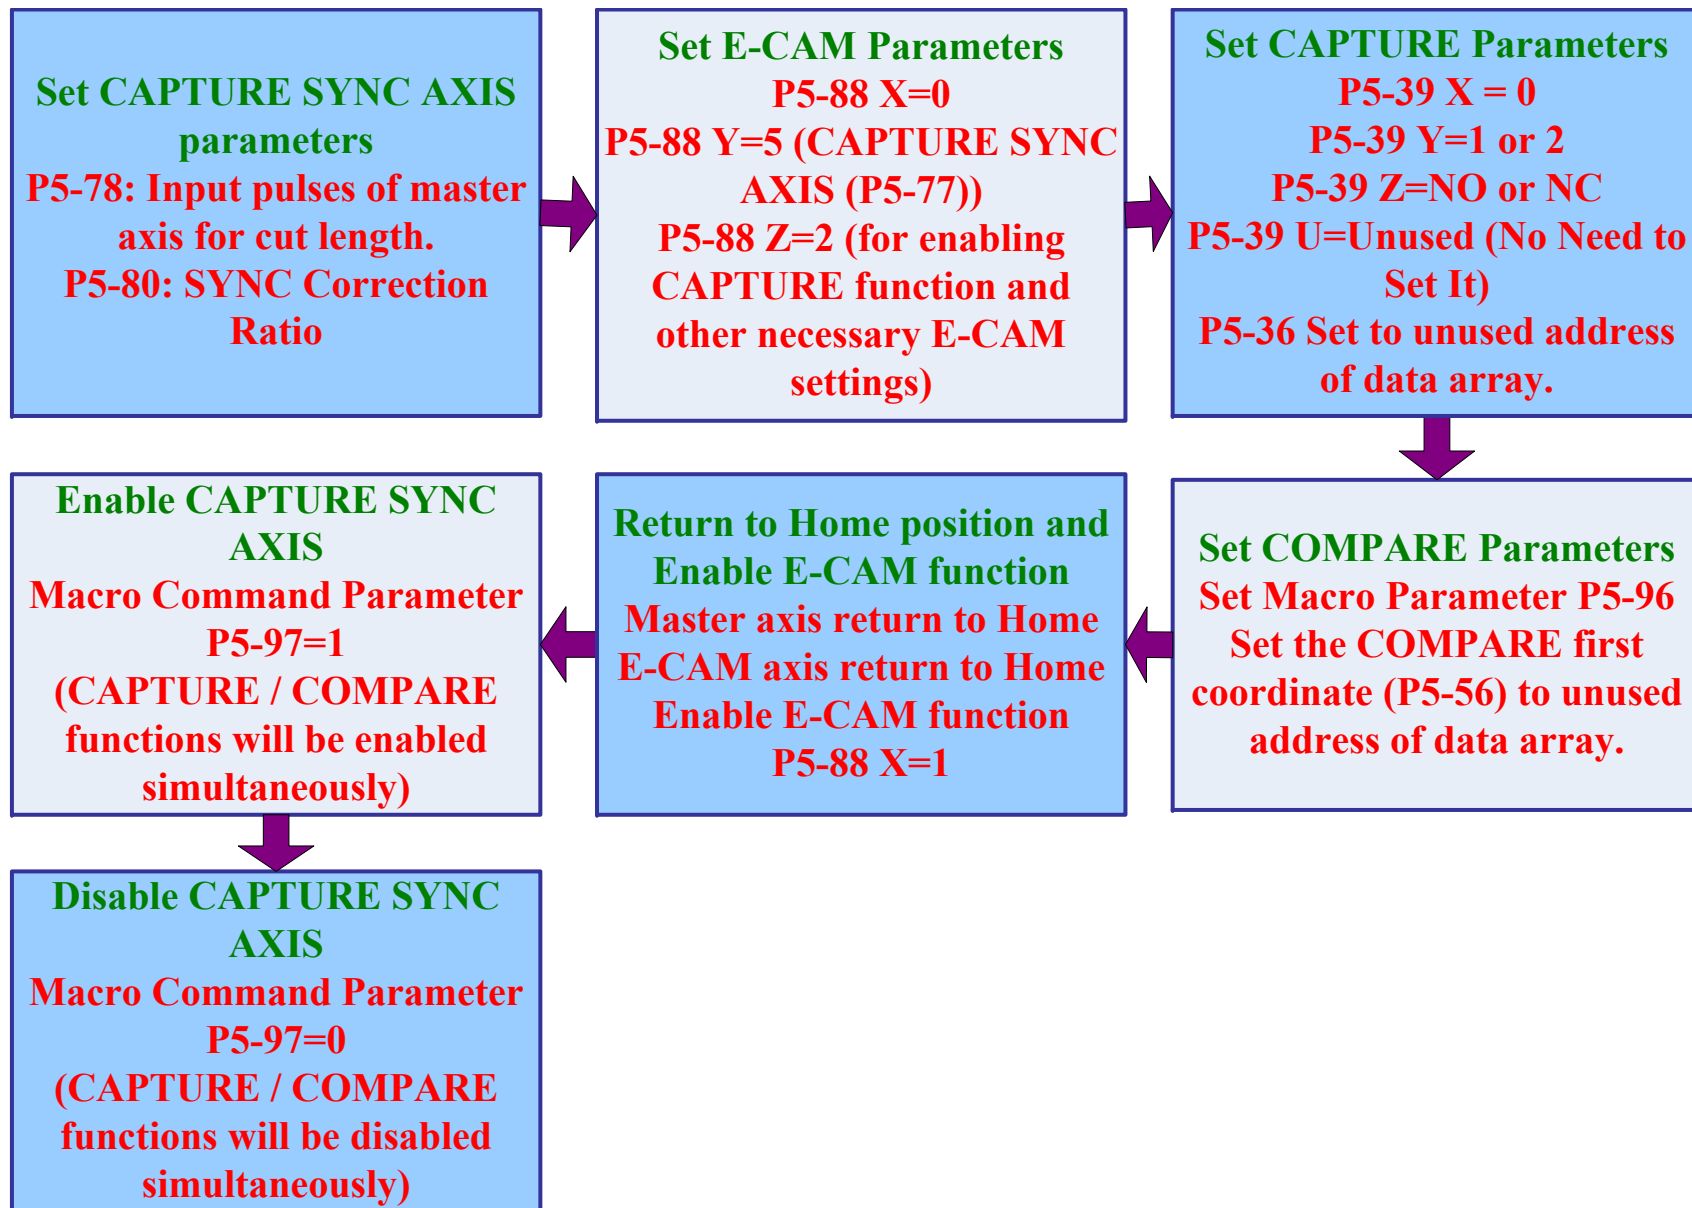 Set CAPTURE SYNC AXIS
parameters
P5-78: Input pulses of master
axis for cut length.
P5-80: SYNC Correction
Ratio
Set E-CAM Parameters
P5-88 X=0
P5-88 Y=5 (CAPTURE SYNC
AXIS (P5-77))
P5-88 Z=2 (for enabling
CAPTURE function and
other necessary E-CAM
settings)
Set CAPTURE Parameters
P5-39 X = 0
P5-39 Y=1 or 2
P5-39 Z=NO or NC
P5-39 U=Unused (No Need to
Set It)
P5-36 Set to unused address
of data array.
Set COMPARE Parameters
Set Macro Parameter P5-96
Set the COMPARE first
coordinate (P5-56) to unused
address of data array.
Return to Home position and
Enable E-CAM function
Master axis return to Home
E-CAM axis return to Home
Enable E-CAM function
P5-88 X=1
Enable CAPTURE SYNC
AXIS
Macro Command Parameter
P5-97=1
(CAPTURE / COMPARE
functions will be enabled
simultaneously)
Disable CAPTURE SYNC
AXIS
Macro Command Parameter
P5-97=0
(CAPTURE / COMPARE
functions will be disabled
simultaneously)